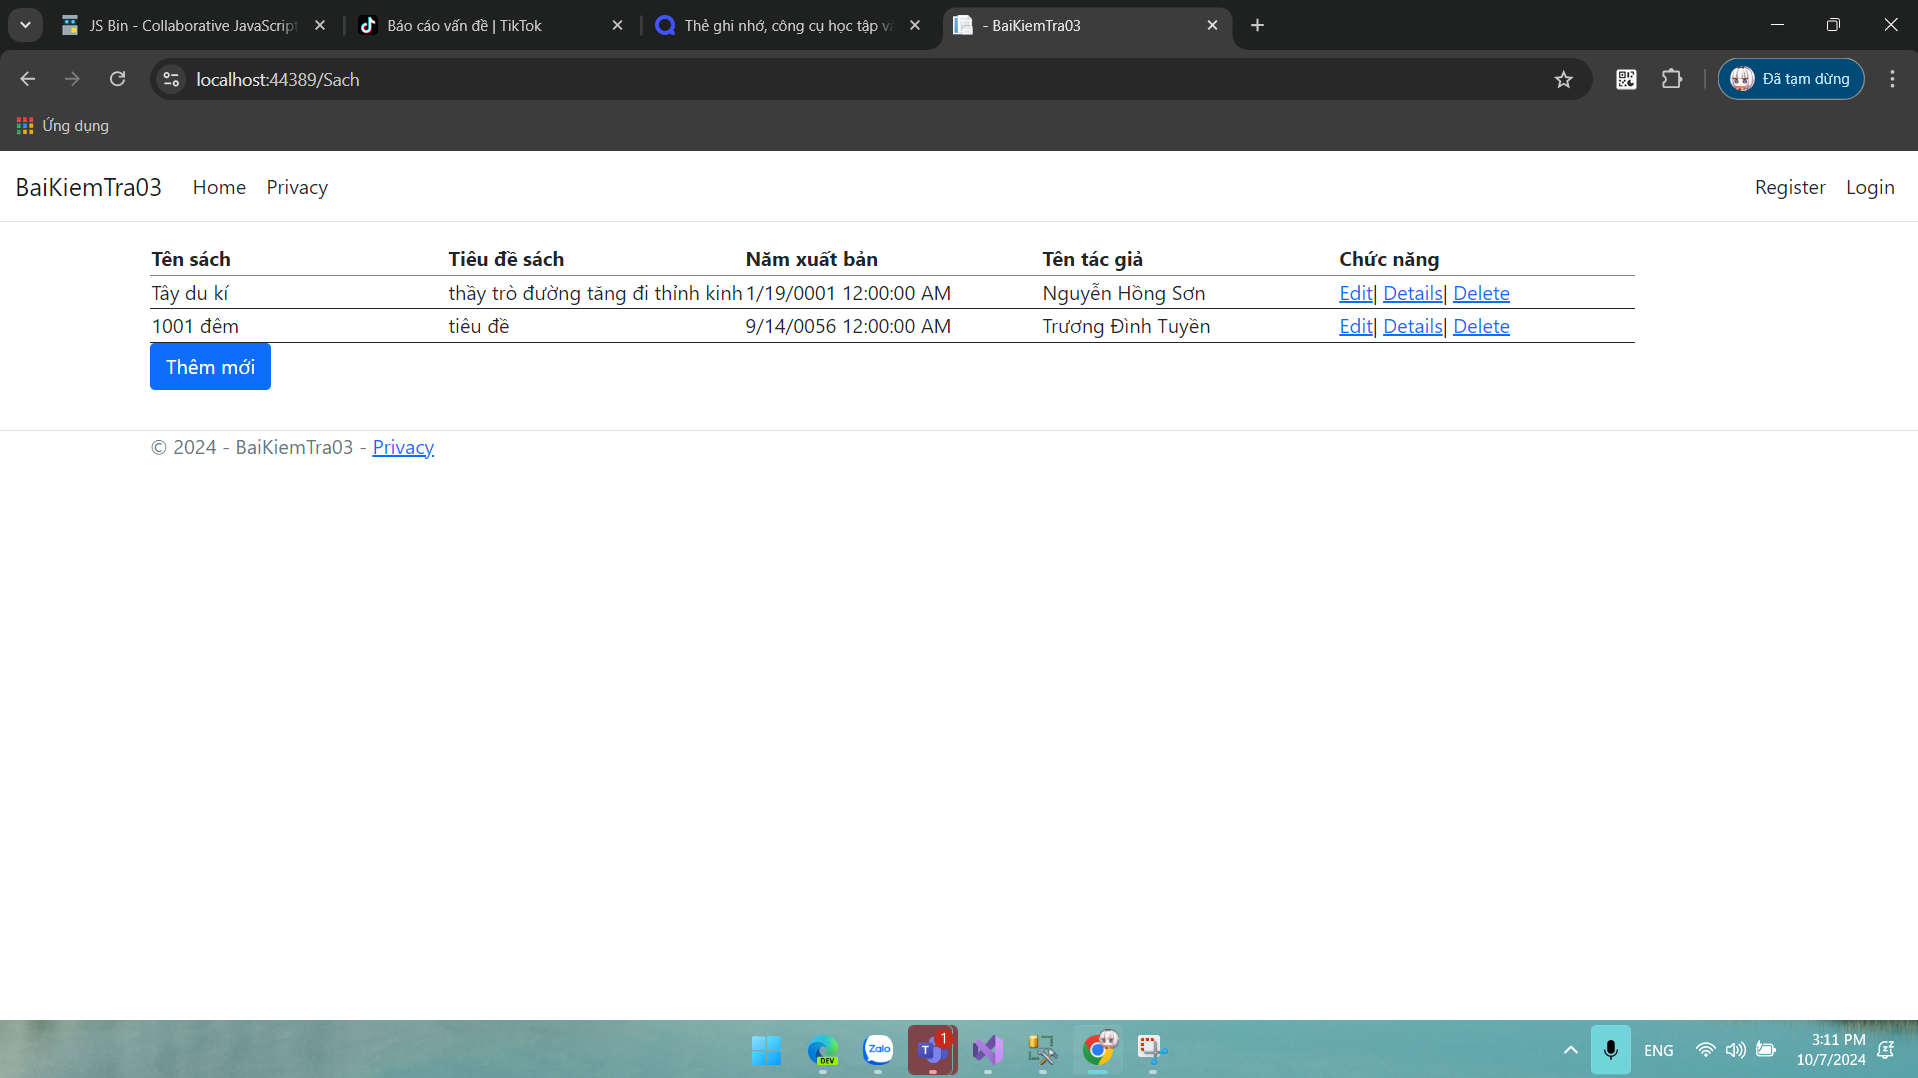 JS Bin - Collaborative JavaScript
Báo cáo vấn đề | TikTok
Thẻ ghi nhớ, công cụ học tập và
- BaiKiemTra03
localhost:44389/Sach
Đã tạm dừng
Ứng dụng
BaiKiemTra03 Home Privacy Register Login
Tên sách Tiêu đề sách Năm xuất bản Tên tác giả Chức năng
Tây du kí thầy trò đường tăng đi thỉnh kinh 1/19/0001 12:00:00 AM Nguyễn Hồng Sơn Edit| Details| Delete
1001 đêm tiêu đề 9/14/0056 12:00:00 AM Trương Đình Tuyền Edit| Details| Delete
Thêm mới
© 2024 - BaiKiemTra03 - Privacy
DEV
Zalo
T
1
ENG
3:11 PM
10/7/2024